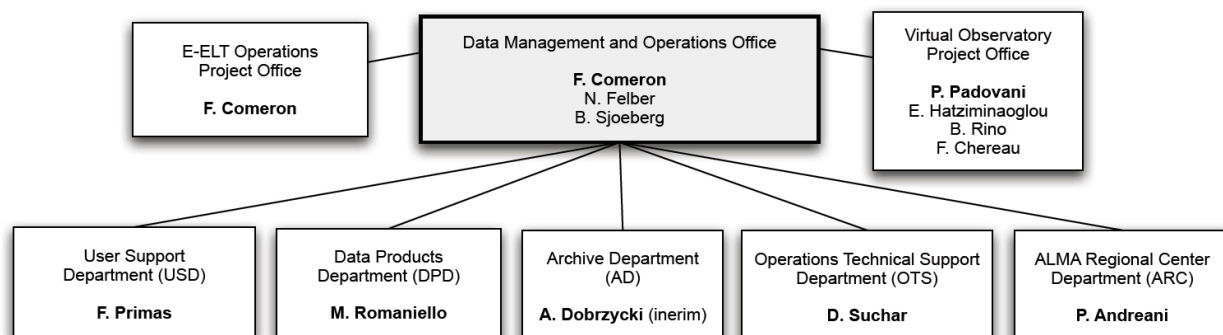 E-ELT Operations
Project Office
F. Comeron
Data Management and Operations Office
F. Comeron
N. Felber
B. Sjoeberg
Virtual Observatory
Project Office
P. Padovani
E. Hatziminaoglou
B. Rino
F. Chereau
User Support
Department (USD)
F. Primas
Data Products
Department (DPD)
M. Romaniello
Archive Department
(AD)
A. Dobrzycki (inerim)
Operations Technical Support
Department (OTS)
D. Suchar
ALMA Regional Center
Department (ARC)
P. Andreani